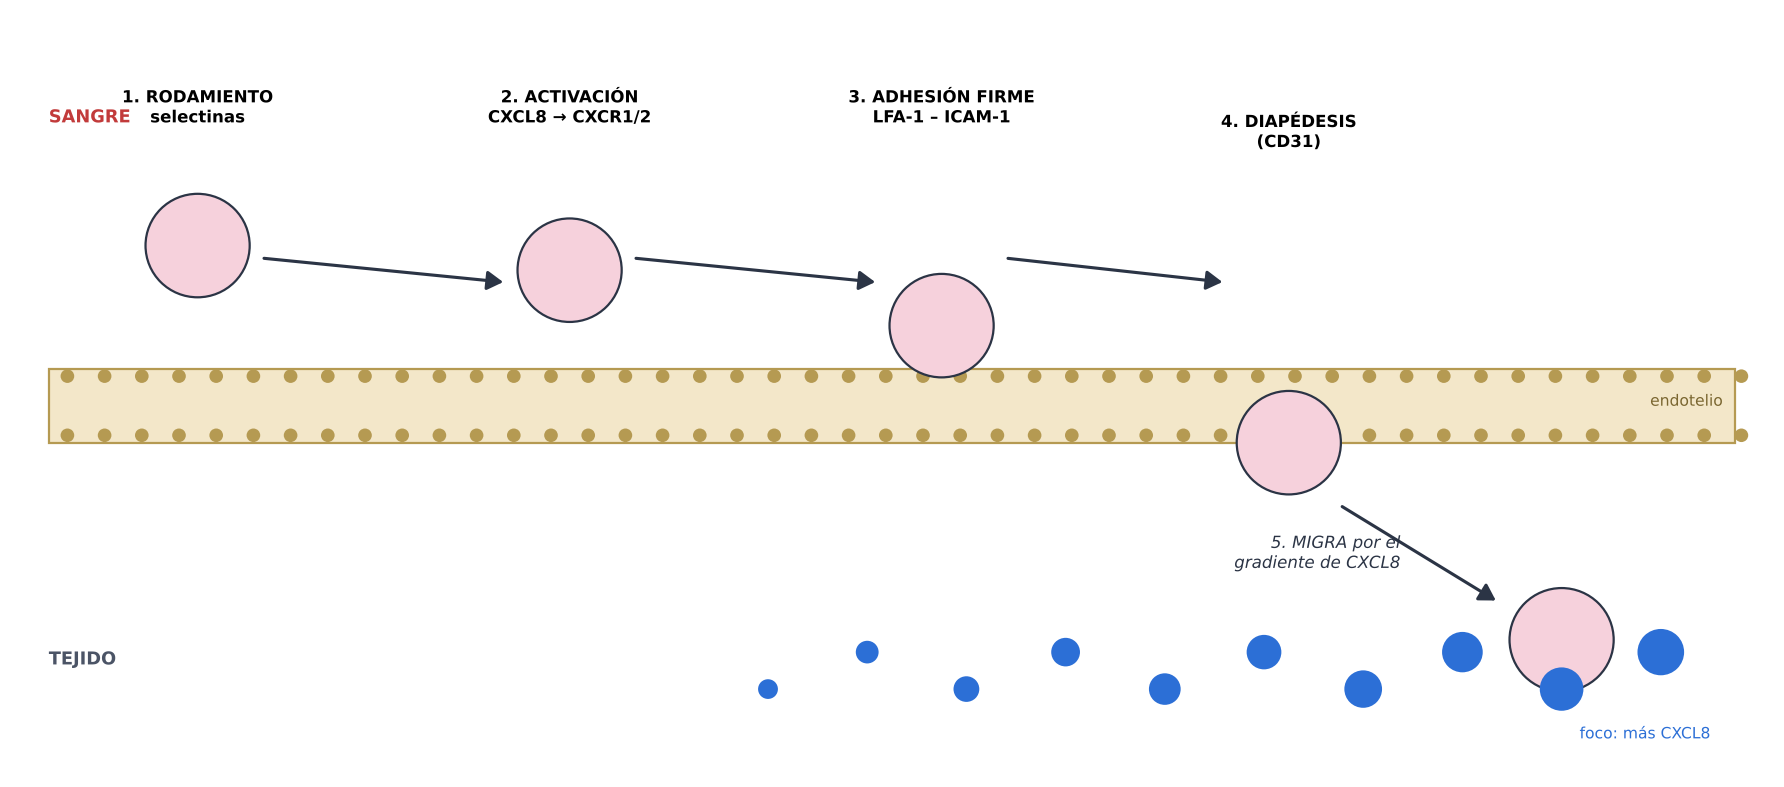 1. RODAMIENTO
selectinas
SANGRE
2. ACTIVACIÓN
CXCL8 → CXCR1/2
3. ADHESIÓN FIRME
LFA-1 – ICAM-1
4. DIAPÉDESIS
(CD31)
endotelio
5. MIGRA por el
gradiente de CXCL8
TEJIDO
foco: más CXCL8